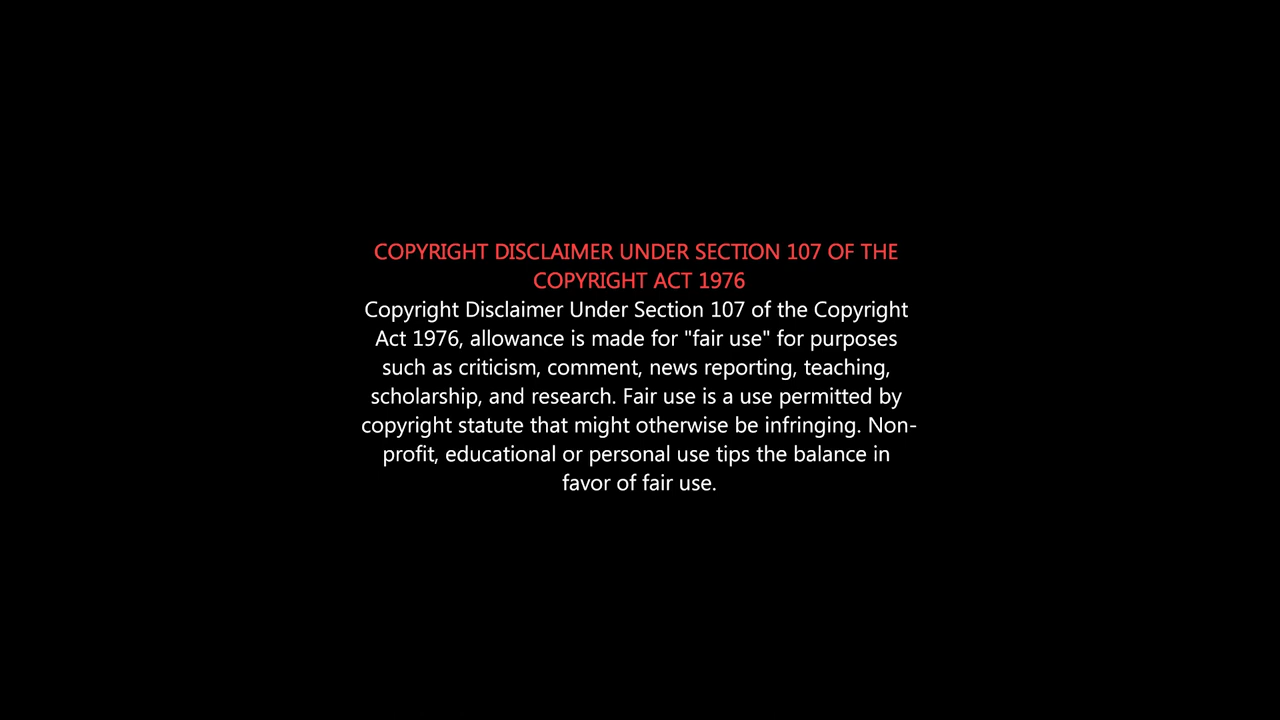 COPYRIGHT DISCLAIMER UNDER SECTION 107 OF THE
COPYRIGHT ACT 1976
Copyright Disclaimer Under Section 107 of the Copyright
Act 1976, allowance is made for "fair use" for purposes
such as criticism, comment, news reporting, teaching,
scholarship, and research. Fair use is a use permitted by
copyright statute that might otherwise be infringing. Non-
profit, educational or personal use tips the balance in
favor of fair use.